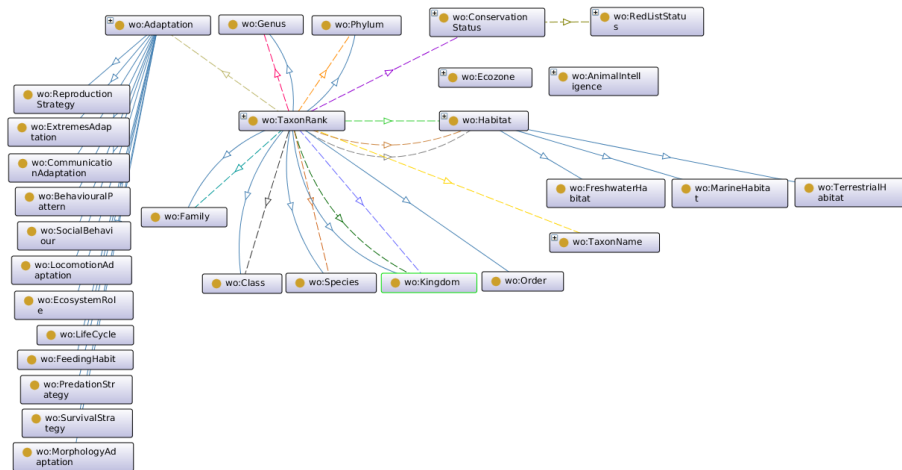 wo:Adaptation
wo:Genus
wo:Phylum
wo:Conservation
Status
wo:RedListStatu
s
wo:Ecozone
wo:AnimalIntell
igence
wo:Reproduction
Strategy
wo:ExtremesAdap
tation
wo:TaxonRank
wo:Habitat
wo:Communicatio
nAdaptation
wo:BehaviouralP
attern
wo:FreshwaterHa
bitat
wo:MarineHabita
t
wo:TerrestrialH
abitat
wo:Family
wo:SocialBehavi
our
wo:TaxonName
wo:LocomotionAd
aptation
wo:Class
wo:Species
wo:Kingdom
wo:Order
wo:EcosystemRol
e
wo:LifeCycle
wo:FeedingHabit
wo:PredationStr
ategy
wo:SurvivalStra
tegy
wo:MorphologyAd
aptation